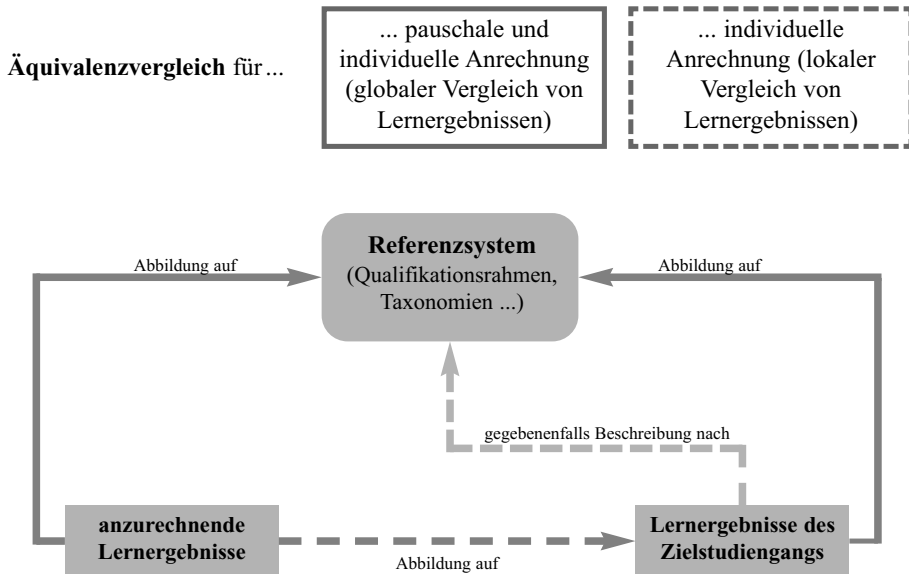 Äquivalenzvergleich für ...
... pauschale und
individuelle Anrechnung
(globaler Vergleich von
Lernergebnissen)
... individuelle
Anrechnung (lokaler
Vergleich von
Lernergebnissen)
Referenzsystem
(Qualifikationsrahmen,
Taxonomien ...)
Abbildung auf
Abbildung auf
gegebenenfalls Beschreibung nach
anzurechnende
Lernergebnisse
Abbildung auf
Lernergebnisse des
Zielstudiengangs